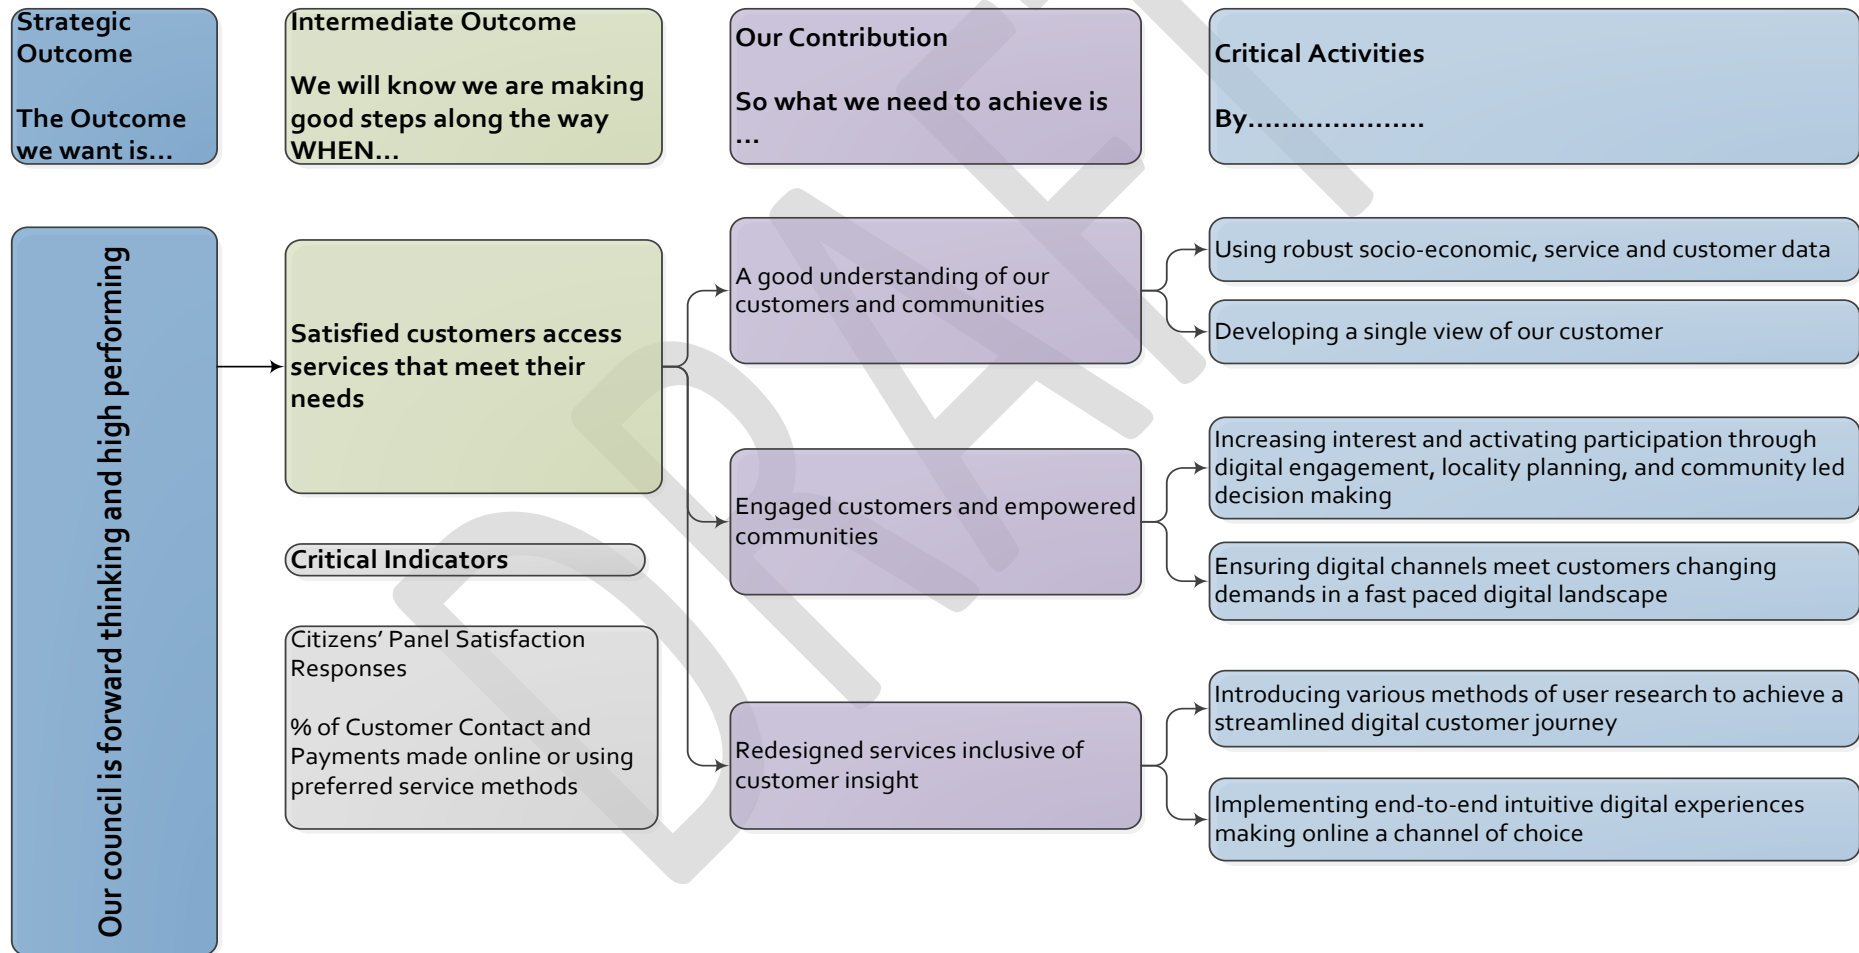 Strategic
Outcome
The Outcome
we want is...
Intermediate Outcome
We will know we are making
good steps along the way
WHEN...
Our Contribution
So what we need to achieve is
...
Critical Activities
By.....................
Our council is forward thinking and high performing
Satisfied customers access
services that meet their
needs
Critical Indicators
Citizens’ Panel Satisfaction
Responses
% of Customer Contact and
Payments made online or using
preferred service methods
A good understanding of our
customers and communities
Engaged customers and empowered
communities
Redesigned services inclusive of
customer insight
Using robust socio-economic, service and customer data
Developing a single view of our customer
Increasing interest and activating participation through
digital engagement, locality planning, and community led
decision making
Ensuring digital channels meet customers changing
demands in a fast paced digital landscape
Introducing various methods of user research to achieve a
streamlined digital customer journey
Implementing end-to-end intuitive digital experiences
making online a channel of choice
DRAFT